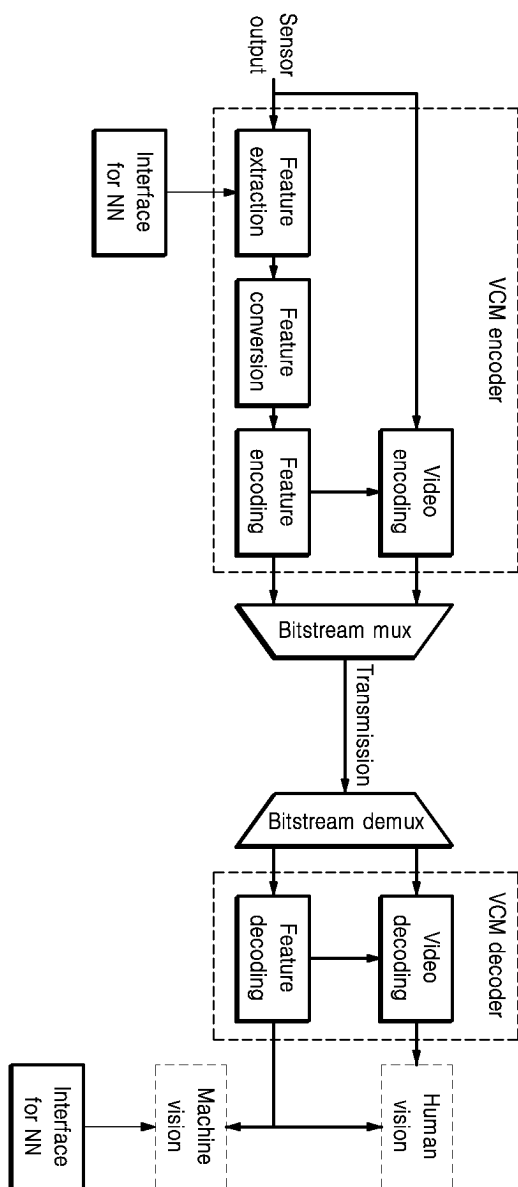 VCM encoder
Sensor
output
Video
encoding
Feature
extraction
Feature
conversion
Feature
encoding
Interface
for NN
Bitstream mux
Transmission
Bitstream demux
VCM decoder
Video
decoding
Feature
decoding
Human
vision
Machine
vision
Interface
for NN